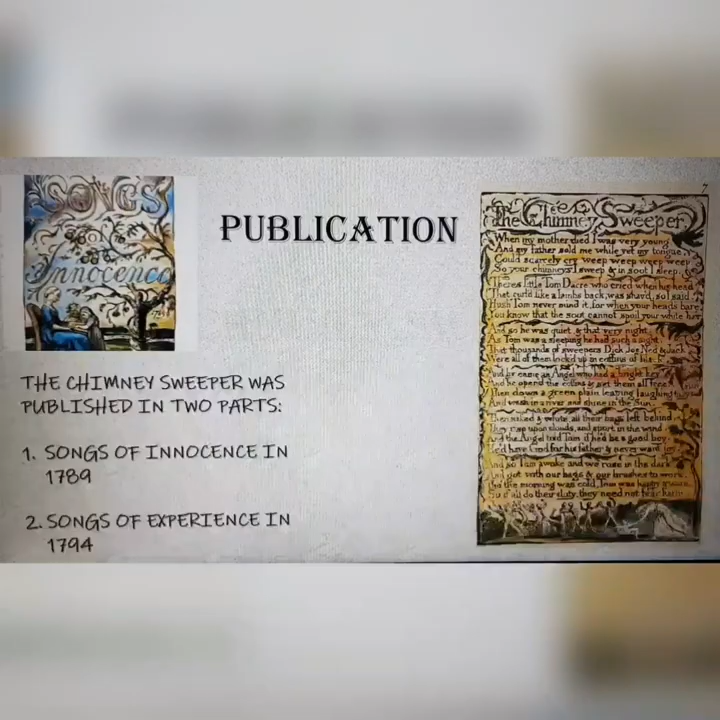 SONGS
of
Innocence
PUBLICATION
THE CHIMNEY SWEEPER WAS
PUBLISHED IN TWO PARTS:
1. SONGS OF INNOCENCE IN
1789
2. SONGS OF EXPERIENCE IN
1794
7
The Chimney Sweeper
When my mother died I was very young,
And my father sold me while yet my tongue,
Could scarcely cry weep weep weep weep.
So your chimneys I sweep & in soot I sleep.
Theres little Tom Dacre who cried when his head
That curl'd like a lambs back, was shav'd, so I said.
Hush Tom never mind it, for when your heads bare,
You know that the soot cannot spoil your white hair
And so he was quiet, & that very night,
As Tom was a sleeping he had such a sight,
That thousands of sweepers Dick, Joe, Ned & Jack
Were all of them lock'd up in coffins of
And by came an Angel who had a bright key
And he open'd the coffins & set them all free.
Then down a green plain leaping laughing
And wash in a river and shine in the Sun.
Then naked & white, all their bags left behind,
They rise upon clouds, and sport in the wind
And the Angel told Tom if he'd be a good boy,
He'd have God for his father & never want joy
And so Tom awoke and we rose in the dark
And got with our bags & our brushes to work.
Tho the morning was cold, Tom was happy & warm
So if all do their duty, they need not fear harm